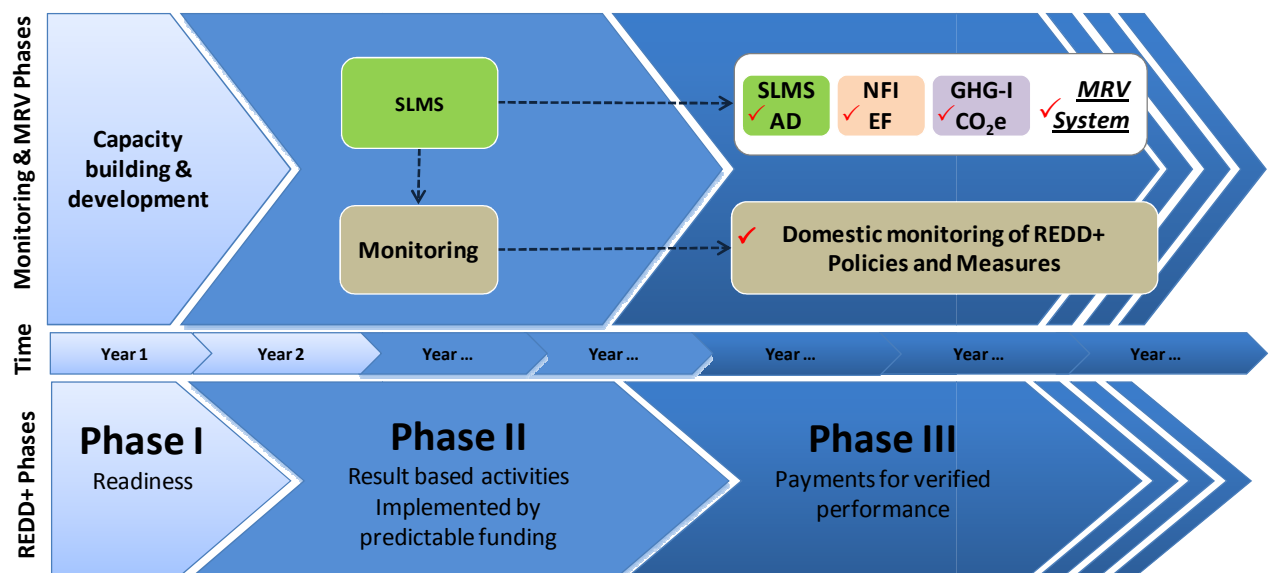 Monitoring & MRV Phases
Capacity
building &
development
SLMS
Monitoring
SLMS
AD
NFI
EF
GHG-I
CO₂e
MRV
System
Domestic monitoring of REDD+
Policies and Measures
Time
Year 1
Year 2
Year ...
Year ...
Year ...
Year ...
Year ...
REDD+ Phases
Phase I
Readiness
Phase II
Result based activities
Implemented by
predictable funding
Phase III
Payments for verified
performance